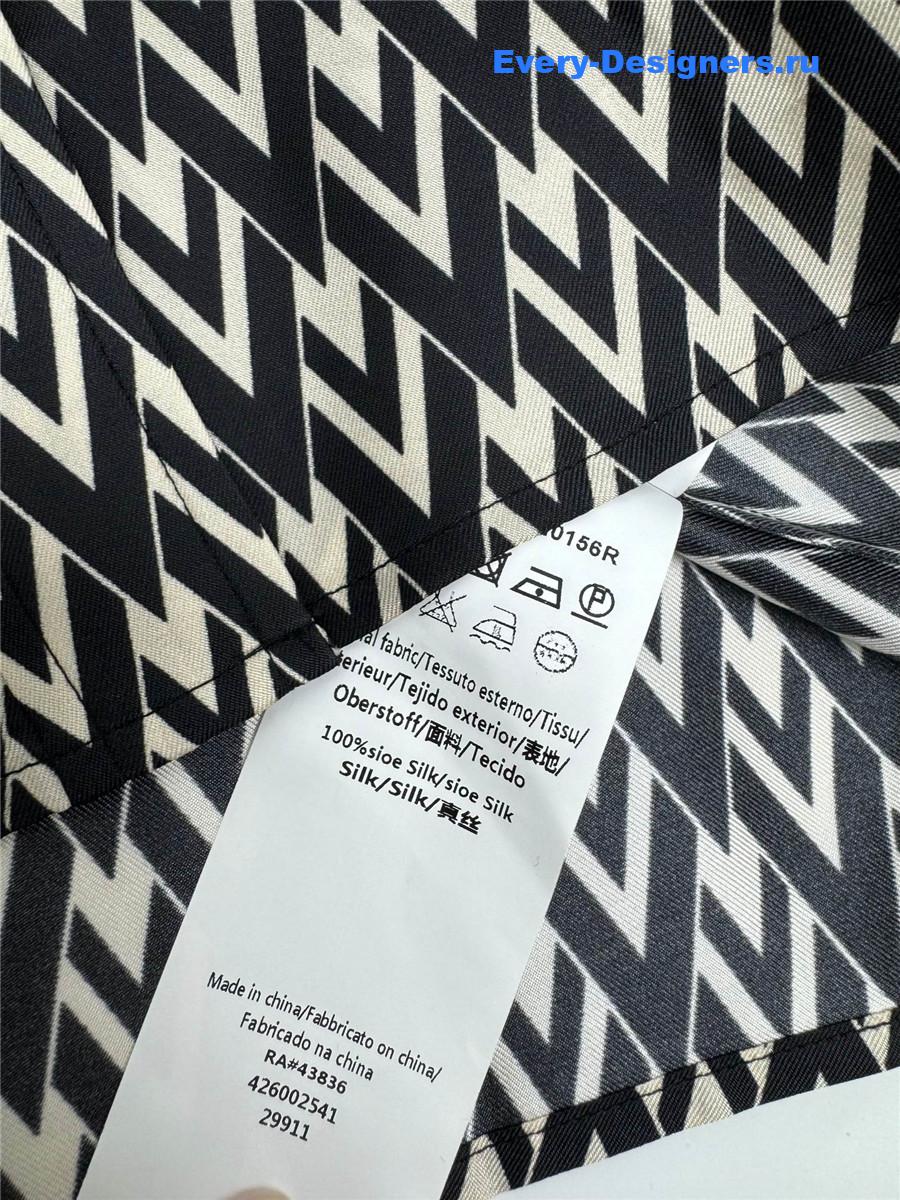 Every-Designers.ru
0156R
P
al fabric/Tessuto esterno/Tissu/
erieur/Tejido exterior/表地/
Oberstoff/面料/Tecido
100%sioe Silk/sioe Silk
Silk/Silk/真丝
Made in china/Fabbricato on china/
Fabricado na china
RA#43836
426002541
29911